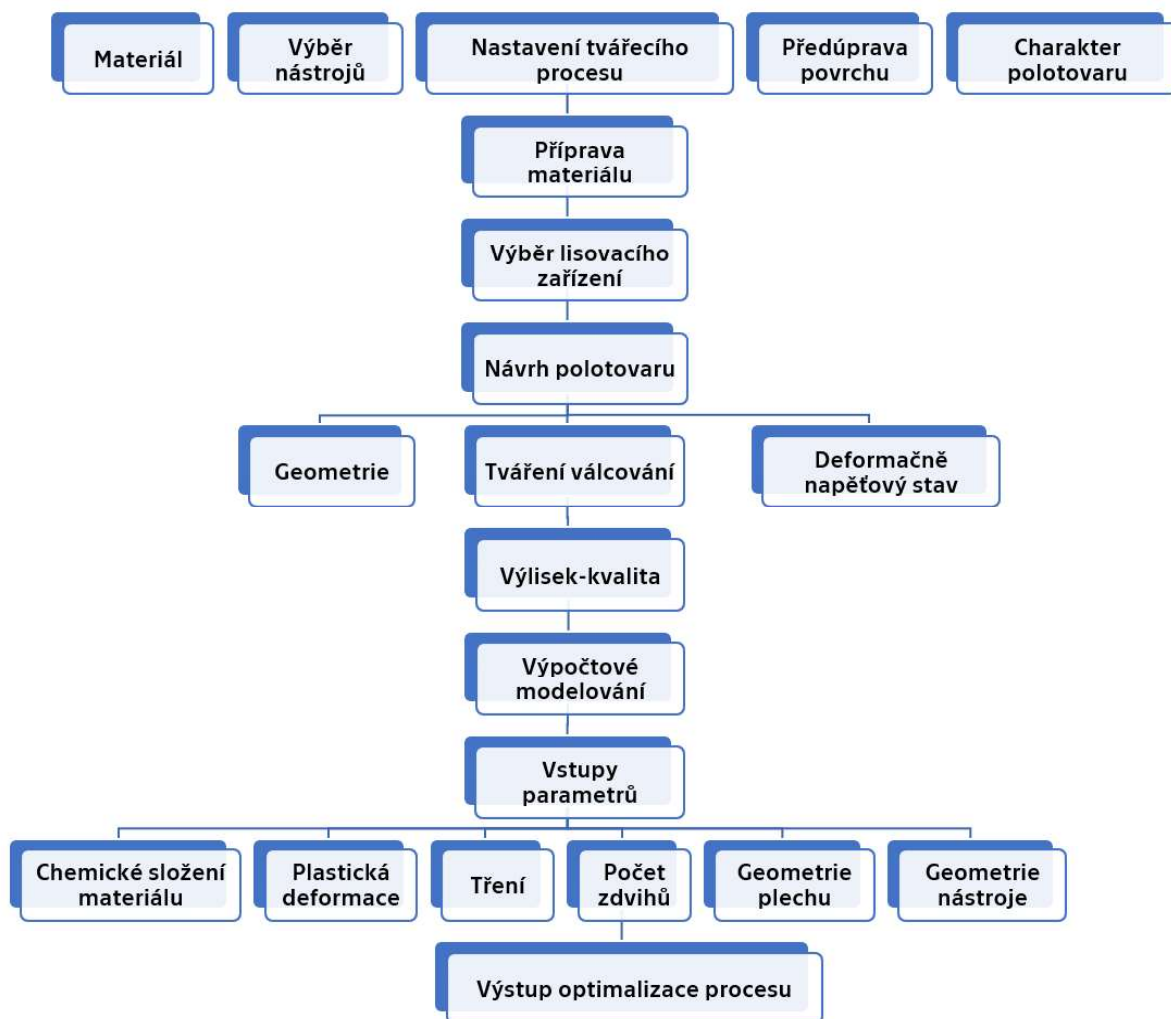 Materiál
Výběr
nástrojů
Nastavení tvářecího
procesu
Předúprava
povrchu
Charakter
polotovaru
Příprava
materiálu
Výběr lisovacího
zařízení
Návrh polotovaru
Geometrie
Tváření válcování
Deformačně
napěťový stav
Výlisek-kvalita
Výpočtové
modelování
Vstupy
parametrů
Chemické složení
materiálu
Plastická
deformace
Tření
Počet
zdvihů
Geometrie
plechu
Geometrie
nástroje
Výstup optimalizace procesu